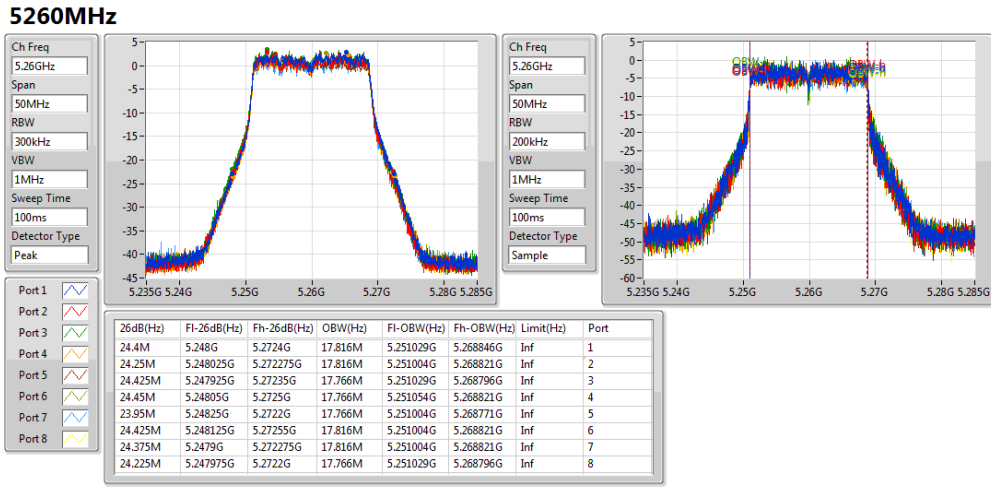 5260MHz
Ch Freq
5.26GHz
Span
50MHz
RBW
300kHz
VBW
1MHz
Sweep Time
100ms
Detector Type
Peak
5
0
-5
-10
-15
-20
-25
-30
-35
-40
-45
5.235G 5.24G 5.25G 5.26G 5.27G 5.28G 5.285G
Ch Freq
5.26GHz
Span
50MHz
RBW
200kHz
VBW
1MHz
Sweep Time
100ms
Detector Type
Sample
5
0
-5
-10
-15
-20
-25
-30
-35
-40
-45
-50
-55
-60
5.235G 5.24G 5.25G 5.26G 5.27G 5.28G 5.285G
Port 1
Port 2
Port 3
Port 4
Port 5
Port 6
Port 7
Port 8
26dB(Hz) Fl-26dB(Hz) Fh-26dB(Hz) OBW(Hz) Fl-OBW(Hz) Fh-OBW(Hz) Limit(Hz) Port
24.4M 5.248G 5.2724G 17.816M 5.251029G 5.268846G Inf 1
24.25M 5.248025G 5.272275G 17.816M 5.251004G 5.268821G Inf 2
24.425M 5.247925G 5.27235G 17.766M 5.251029G 5.268796G Inf 3
24.45M 5.24805G 5.2725G 17.766M 5.251054G 5.268821G Inf 4
23.95M 5.24825G 5.2722G 17.766M 5.251004G 5.268771G Inf 5
24.425M 5.248125G 5.27255G 17.816M 5.251004G 5.268821G Inf 6
24.375M 5.2479G 5.272275G 17.816M 5.251004G 5.268821G Inf 7
24.225M 5.247975G 5.2722G 17.766M 5.251029G 5.268796G Inf 8